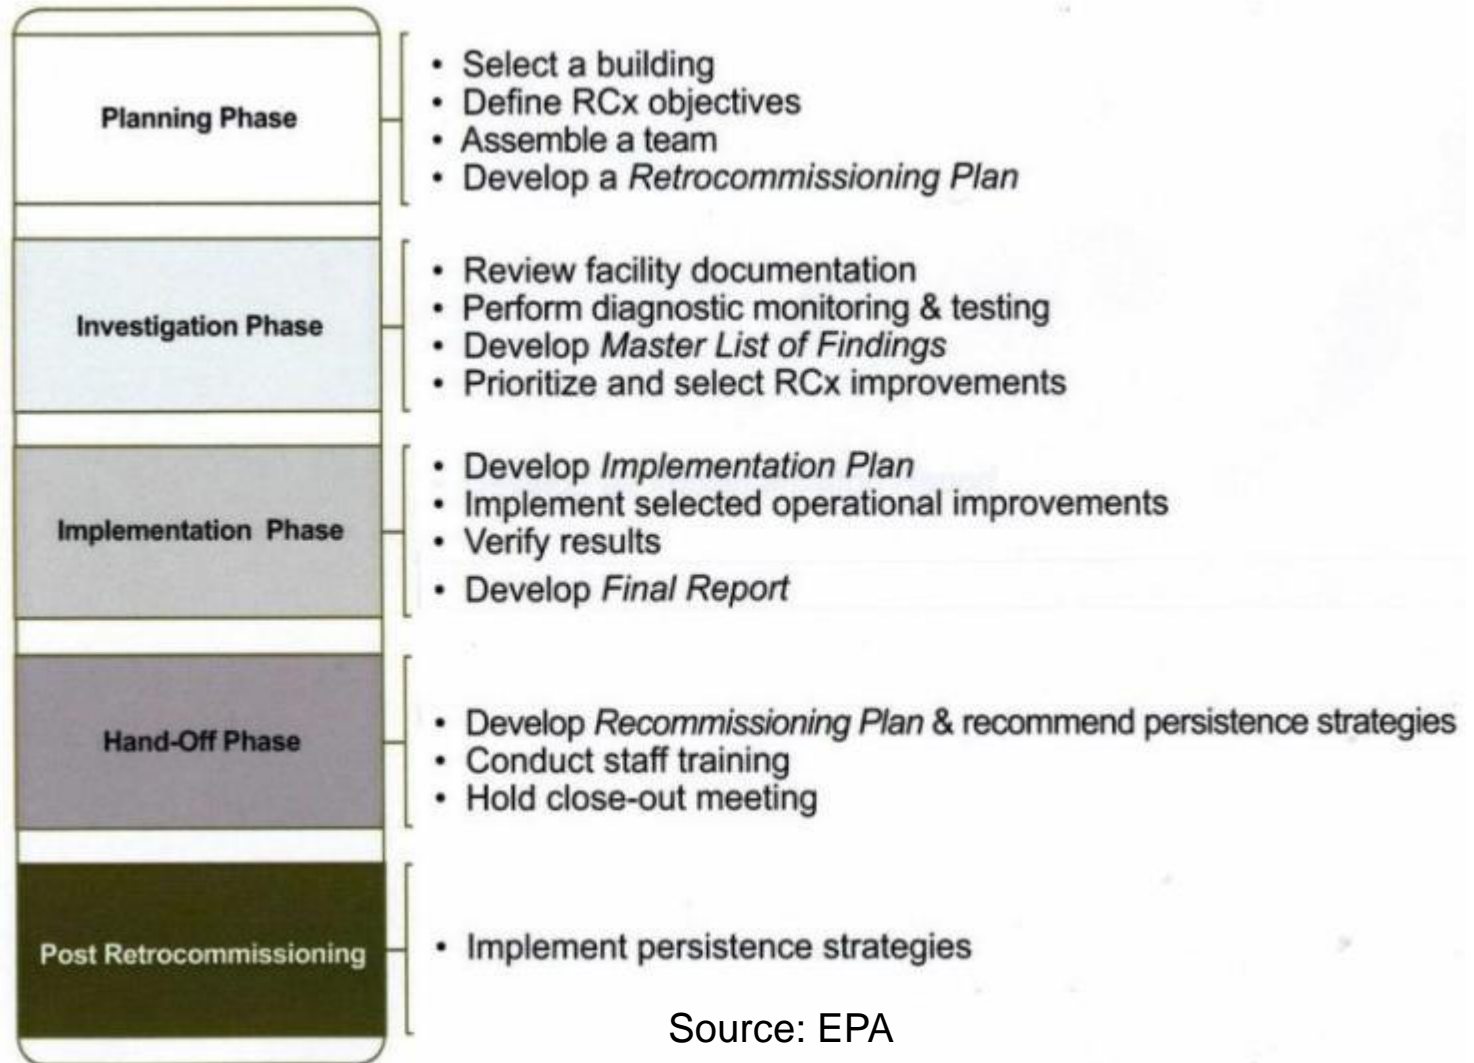 Planning Phase
• Select a building
• Define RCx objectives
• Assemble a team
• Develop a Retrocommissioning Plan
Investigation Phase
• Review facility documentation
• Perform diagnostic monitoring & testing
• Develop Master List of Findings
• Prioritize and select RCx improvements
Implementation Phase
• Develop Implementation Plan
• Implement selected operational improvements
• Verify results
• Develop Final Report
Hand-Off Phase
• Develop Recommissioning Plan & recommend persistence strategies
• Conduct staff training
• Hold close-out meeting
Post Retrocommissioning
• Implement persistence strategies
Source: EPA